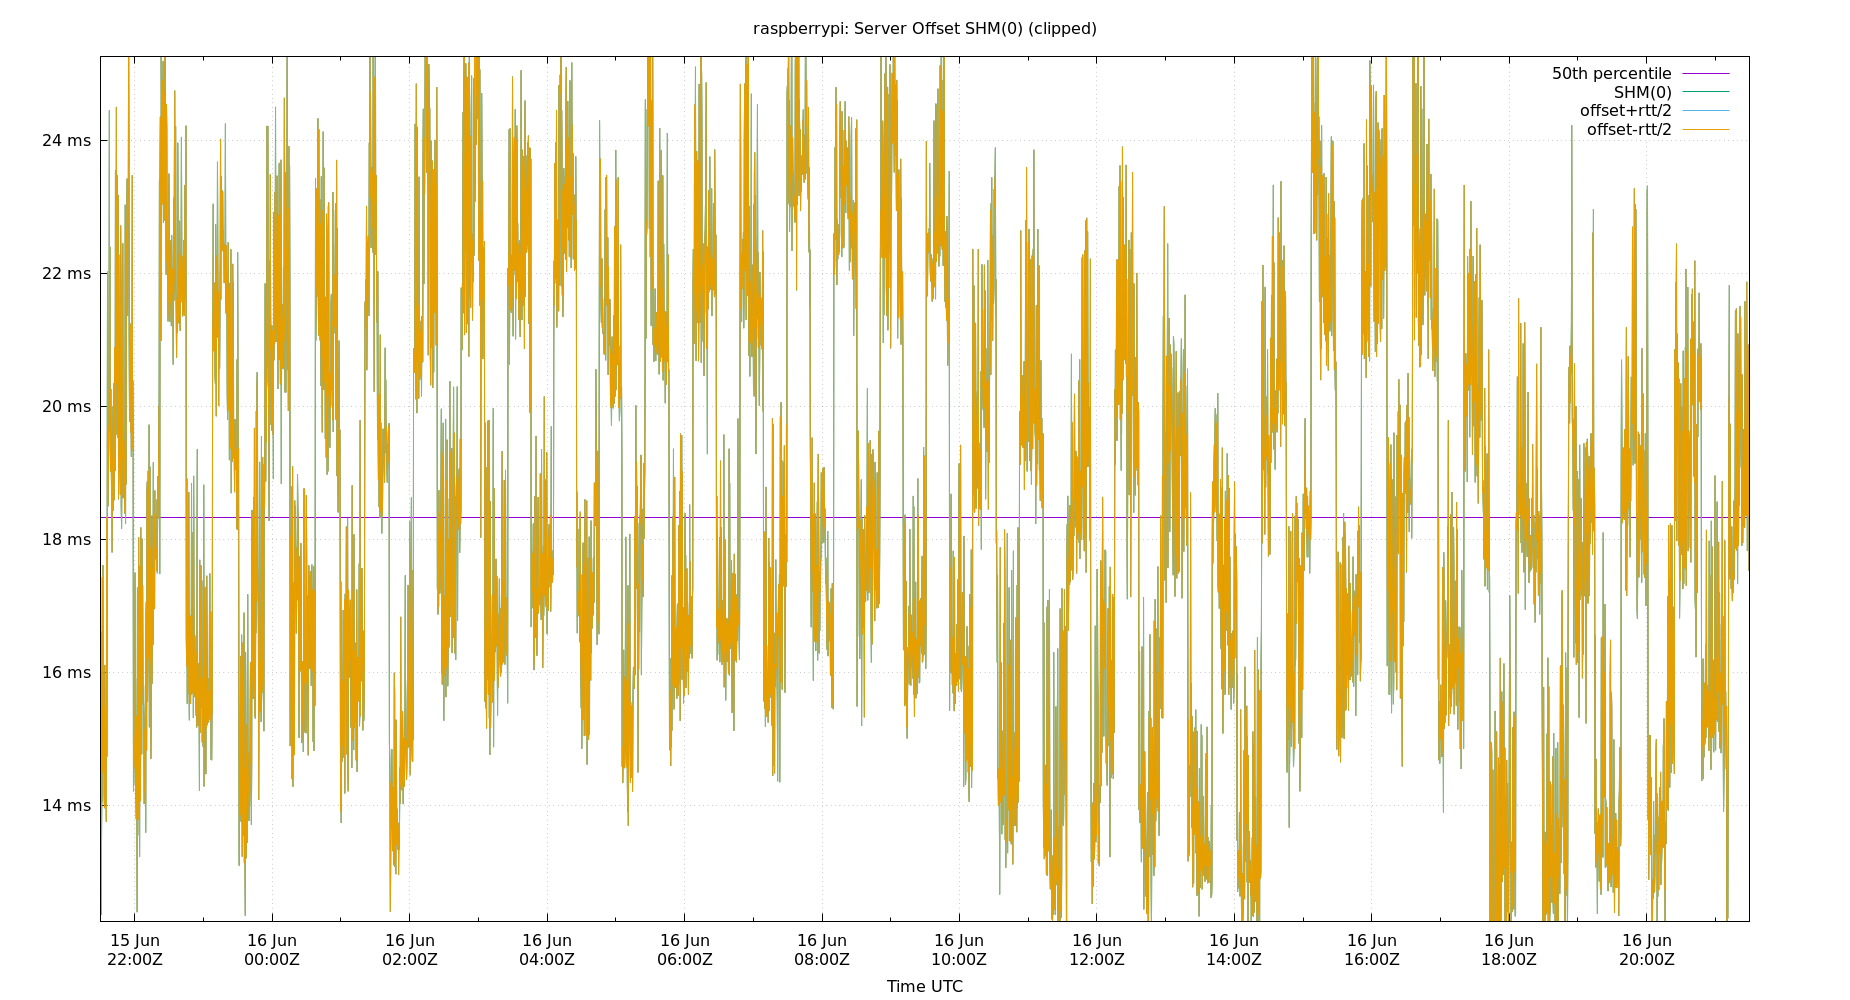 raspberrypi: Server Offset SHM(0) (clipped)
50th percentile
SHM(0)
offset+rtt/2
offset-rtt/2
24 ms
22 ms
20 ms
18 ms
16 ms
14 ms
15 Jun 16 Jun 16 Jun 16 Jun 16 Jun 16 Jun 16 Jun 16 Jun 16 Jun 16 Jun 16 Jun 16 Jun
22:00Z 00:00Z 02:00Z 04:00Z 06:00Z 08:00Z 10:00Z 12:00Z 14:00Z 16:00Z 18:00Z 20:00Z
Time UTC